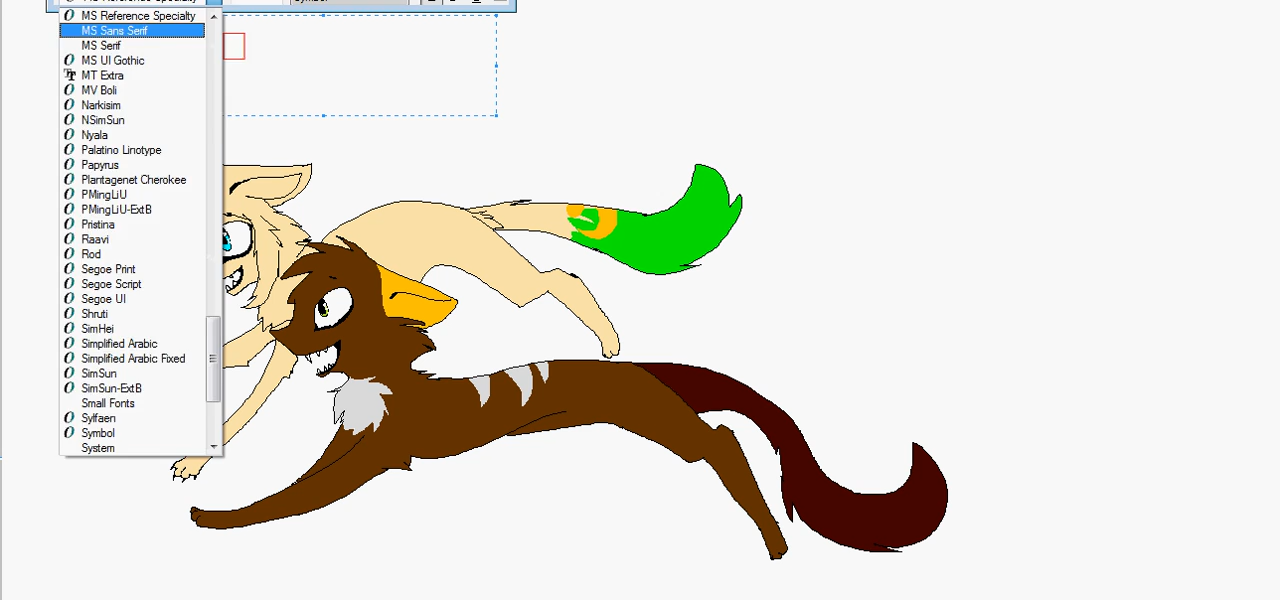 MS Reference Specialty
MS Sans Serif
MS Serif
MS UI Gothic
MT Extra
MV Boli
Narkisim
NSimSun
Nyala
Palatino Linotype
Papyrus
Plantagenet Cherokee
PMingLiU
PMingLiU-ExtB
Pristina
Raavi
Rod
Segoe Print
Segoe Script
Segoe UI
Shruti
SimHei
Simplified Arabic
Simplified Arabic Fixed
SimSun
SimSun-ExtB
Small Fonts
Sylfaen
Symbol
System